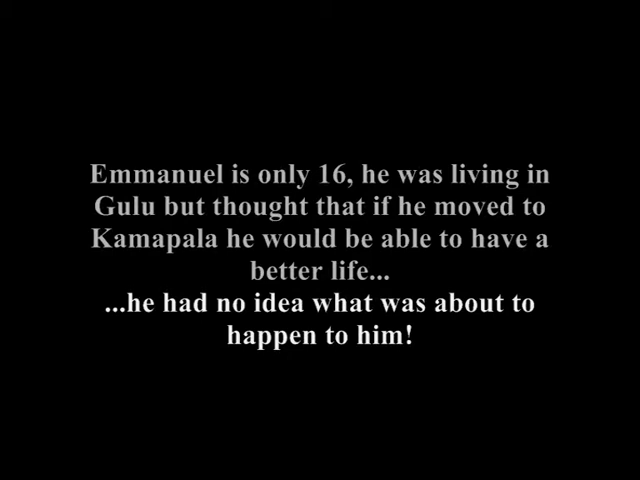 Emmanuel is only 16, he was living in
Gulu but thought that if he moved to
Kamapala he would be able to have a
better life...
...he had no idea what was about to
happen to him!